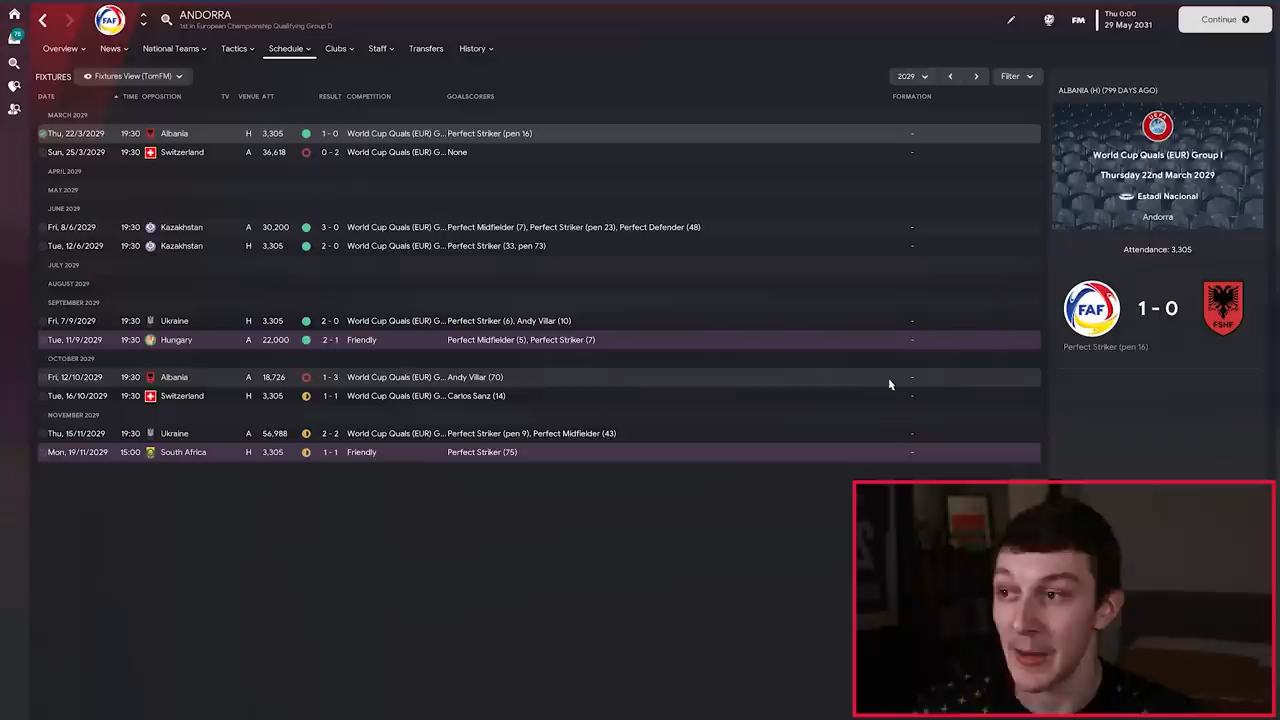 ANDORRA
1st in European Championship Qualifying Group D
FM
Thu 0:00
29 May 2031
Continue
76
FAF
Overview
News
National Teams
Tactics
Schedule
Clubs
Staff
Transfers
History
FIXTURES
Fixtures View (TomFM)
2029
Filter
DATE TIME OPPOSITION TV VENUE ATT RESULT COMPETITION GOALSCORERS FORMATION
MARCH 2029
Thu, 22/3/2029 19:30 Albania H 3,305 1 - 0 World Cup Quals (EUR) G... Perfect Striker (pen 16) -
Sun, 25/3/2029 19:30 Switzerland A 36,618 0 - 2 World Cup Quals (EUR) G... None -
APRIL 2029
MAY 2029
JUNE 2029
Fri, 8/6/2029 19:30 Kazakhstan A 30,200 3 - 0 World Cup Quals (EUR) G... Perfect Midfielder (7), Perfect Striker (pen 23), Perfect Defender (48) -
Tue, 12/6/2029 19:30 Kazakhstan H 3,305 2 - 0 World Cup Quals (EUR) G... Perfect Striker (33, pen 73) -
JULY 2029
AUGUST 2029
SEPTEMBER 2029
Fri, 7/9/2029 19:30 Ukraine H 3,305 2 - 0 World Cup Quals (EUR) G... Perfect Striker (6), Andy Villar (10) -
Tue, 11/9/2029 19:30 Hungary A 22,000 2 - 1 Friendly Perfect Midfielder (5), Perfect Striker (7) -
OCTOBER 2029
Fri, 12/10/2029 19:30 Albania A 18,726 1 - 3 World Cup Quals (EUR) G... Andy Villar (70) -
Tue, 16/10/2029 19:30 Switzerland H 3,305 1 - 1 World Cup Quals (EUR) G... Carlos Sanz (14) -
NOVEMBER 2029
Thu, 15/11/2029 19:30 Ukraine A 56,988 2 - 2 World Cup Quals (EUR) G... Perfect Striker (pen 9), Perfect Midfielder (43) -
Mon, 19/11/2029 15:00 South Africa H 3,305 1 - 1 Friendly Perfect Striker (75) -
ALBANIA (H) (799 DAYS AGO)
UEFA
World Cup Quals (EUR) Group I
Thursday 22nd March 2029
Estadi Nacional
Andorra
Attendance: 3,305
FAF
1 - 0
FSHF
Perfect Striker (pen 16)